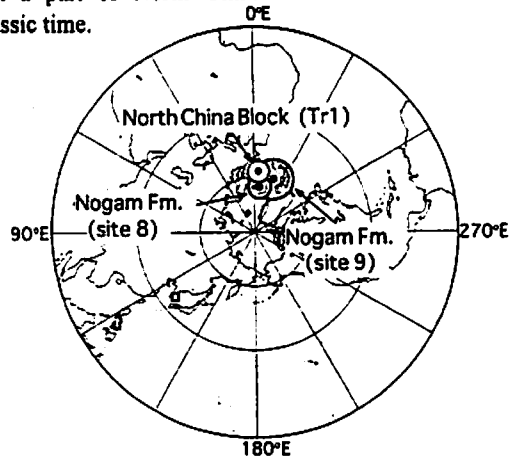 ssic time.
0°E
North China Block (Tr1)
Nogam Fm.
(site 8)
90°E
270°E
Nogam Fm.
(site 9)
180°E